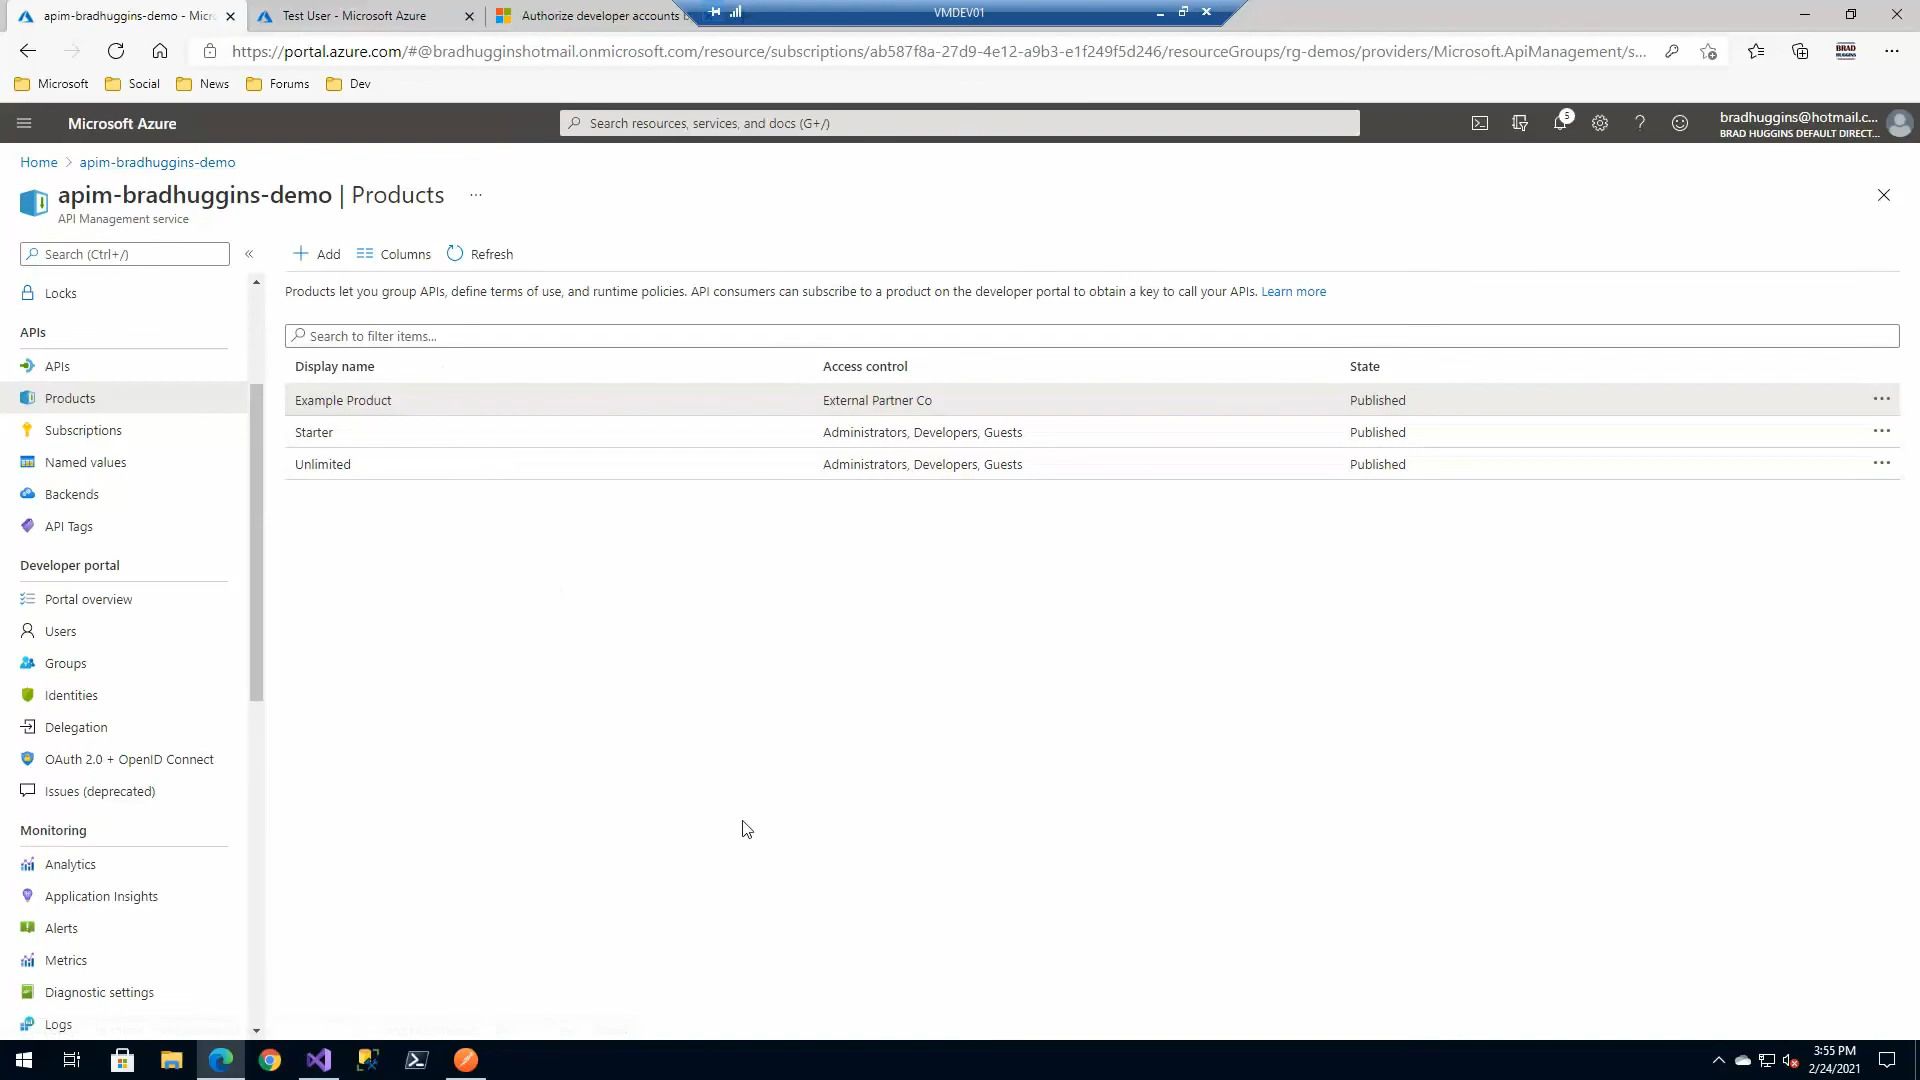 apim-bradhuggins-demo - Micro
Test User - Microsoft Azure
Authorize developer accounts b
VMDEV01
https://portal.azure.com/#@bradhugginshotmail.onmicrosoft.com/resource/subscriptions/ab587f8a-27d9-4e12-a9b3-e1f249f5d246/resourceGroups/rg-demos/providers/Microsoft.ApiManagement/s...
BRAD HUGGINS
Microsoft
Social
News
Forums
Dev
Microsoft Azure
Search resources, services, and docs (G+/)
5
bradhuggins@hotmail.c...
BRAD HUGGINS DEFAULT DIRECT...
Home > apim-bradhuggins-demo
apim-bradhuggins-demo | Products ...
API Management service
Search (Ctrl+/)
«
Add
Columns
Refresh
Products let you group APIs, define terms of use, and runtime policies. API consumers can subscribe to a product on the developer portal to obtain a key to call your APIs. Learn more
Search to filter items...
Display name Access control State
Example Product External Partner Co Published ...
Starter Administrators, Developers, Guests Published ...
Unlimited Administrators, Developers, Guests Published ...
Locks
APIs
APIs
Products
Subscriptions
Named values
Backends
API Tags
Developer portal
Portal overview
Users
Groups
Identities
Delegation
OAuth 2.0 + OpenID Connect
Issues (deprecated)
Monitoring
Analytics
Application Insights
Alerts
Metrics
Diagnostic settings
Logs
3:55 PM
2/24/2021